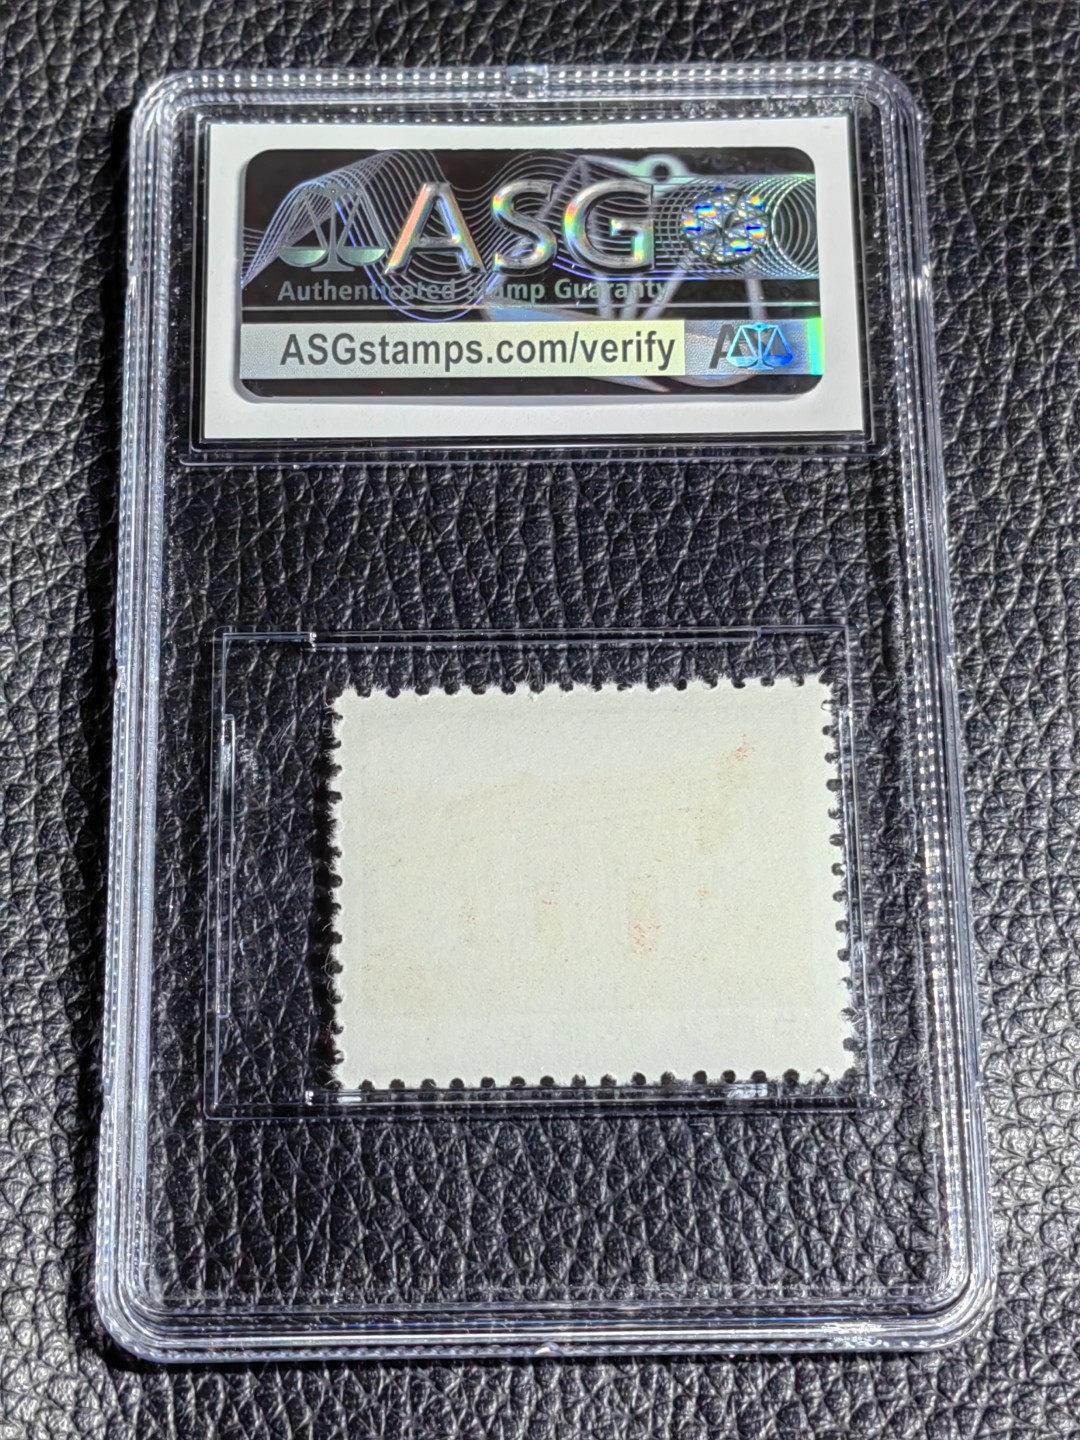 ASG
Authenticated Stamp Guaranty
ASGstamps.com/verify
A